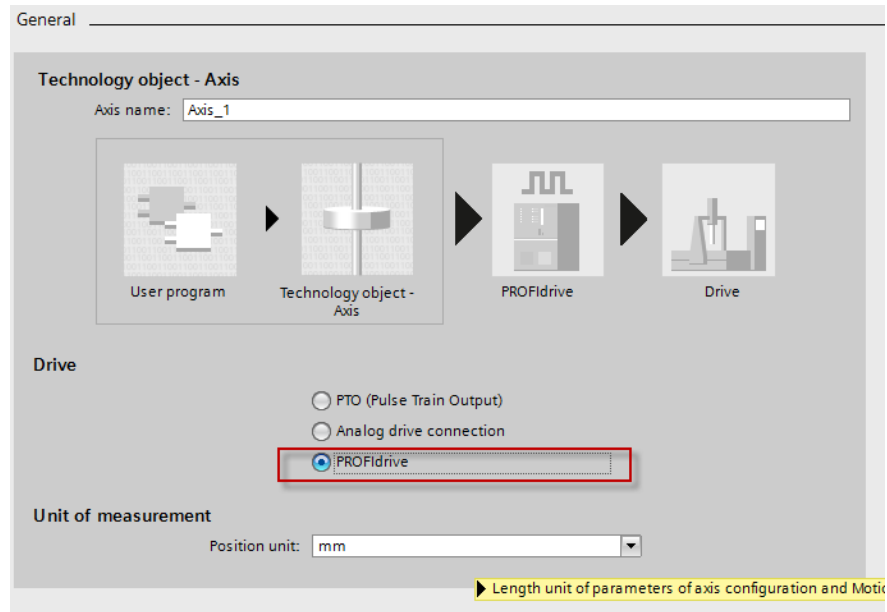 General
Technology object - Axis
Axis name: Axis_1
User program
Technology object -
Axis
PROFIdrive
Drive
Drive
PTO (Pulse Train Output)
Analog drive connection
PROFIdrive
Unit of measurement
Position unit: mm
Length unit of parameters of axis configuration and Motic